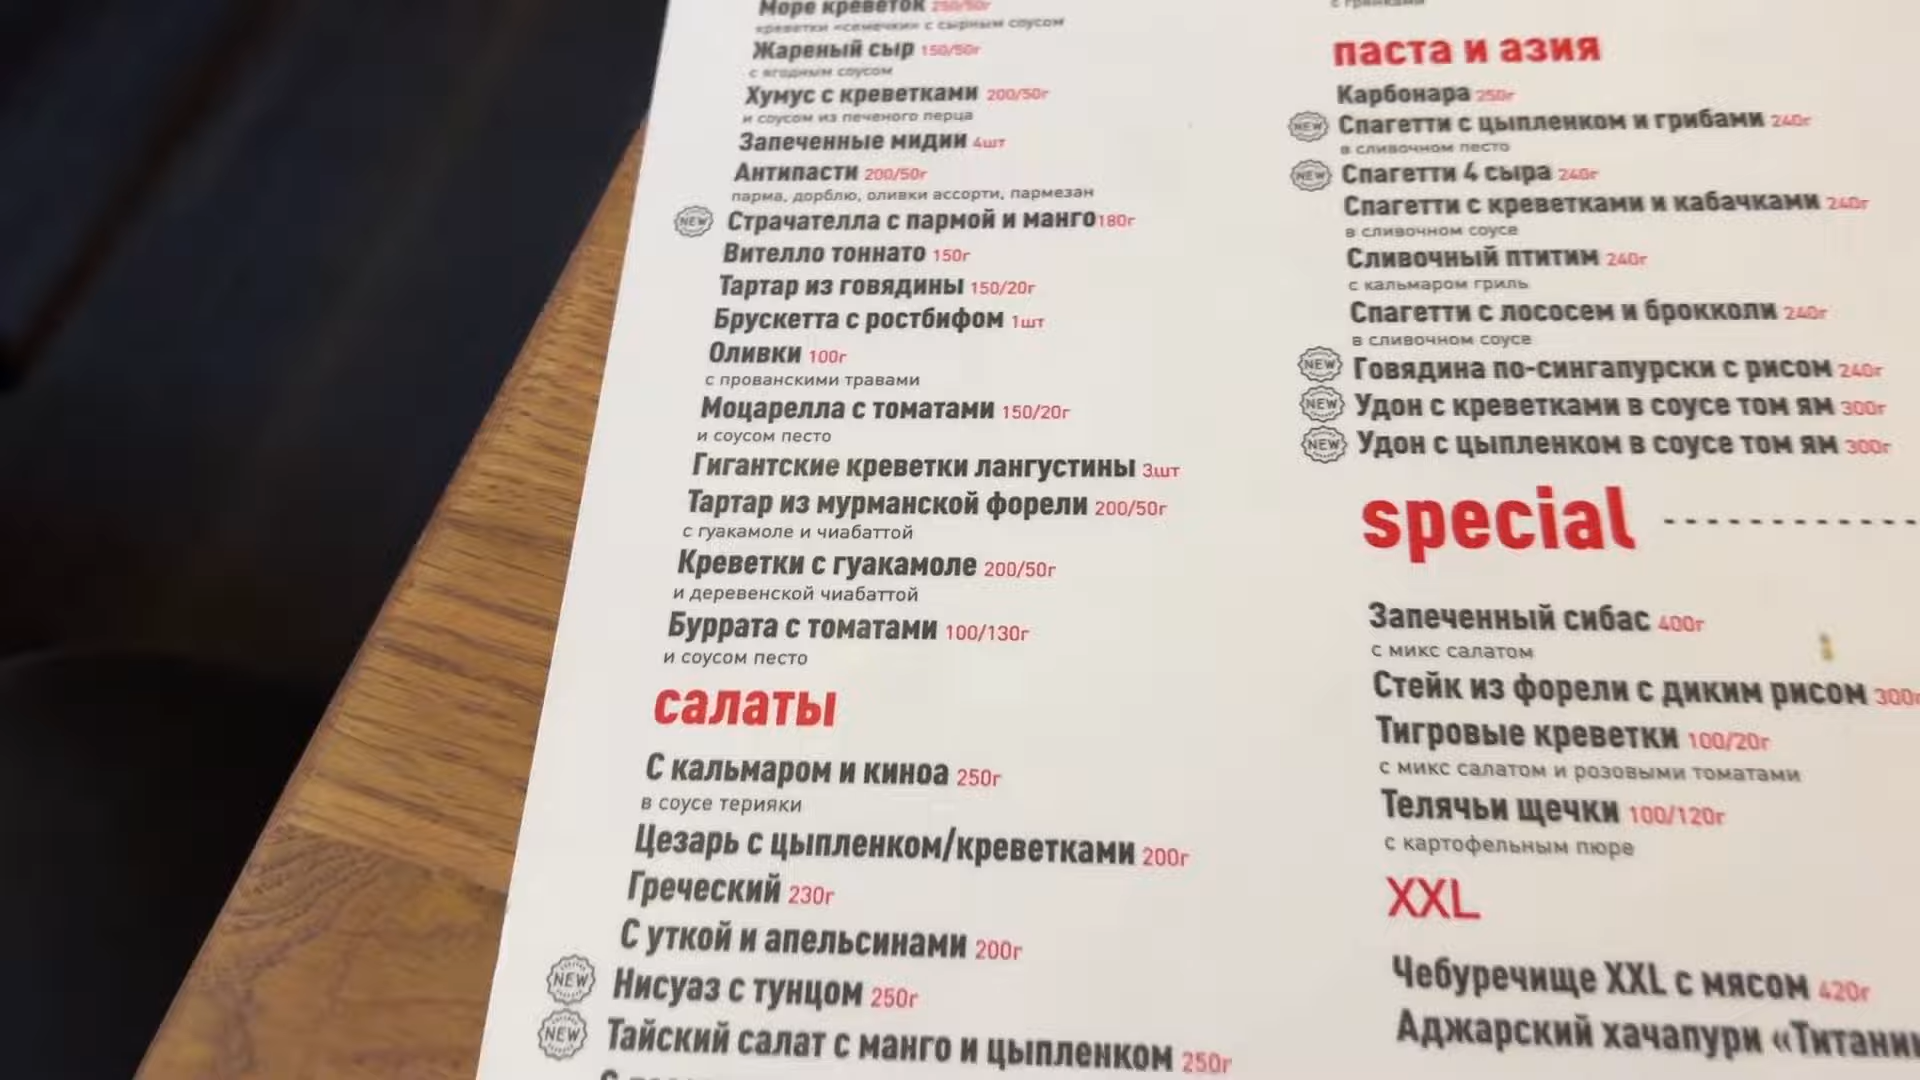 Море креветок 250/50г
креветки «семечки» с сырным соусом
Жареный сыр 150/50г
с ягодным соусом
Хумус с креветками 200/50г
и соусом из печеного перца
Запеченные мидии 4шт
Антипасти 200/50г
парма, дорблю, оливки ассорти, пармезан
NEW Страчателла с пармой и манго 180г
Вителло тоннато 150г
Тартар из говядины 150/20г
Брускетта с ростбифом 1шт
Оливки 100г
с прованскими травами
Моцарелла с томатами 150/20г
и соусом песто
Гигантские креветки лангустины 3шт
Тартар из мурманской форели 200/50г
с гуакамоле и чиабаттой
Креветки с гуакамоле 200/50г
и деревенской чиабаттой
Буррата с томатами 100/130г
и соусом песто
салаты
С кальмаром и киноа 250г
в соусе терияки
Цезарь с цыпленком/креветками 200г
Греческий 230г
С уткой и апельсинами 200г
NEW Нисуаз с тунцом 250г
NEW Тайский салат с манго и цыпленком 250г
с гренками
паста и азия
Карбонара 250г
NEW Спагетти с цыпленком и грибами 240г
в сливочном песто
NEW Спагетти 4 сыра 240г
Спагетти с креветками и кабачками 240г
в сливочном соусе
Сливочный птитим 240г
с кальмаром гриль
Спагетти с лососем и брокколи 240г
в сливочном соусе
NEW Говядина по-сингапурски с рисом 240г
NEW Удон с креветками в соусе том ям 300г
NEW Удон с цыпленком в соусе том ям 300г
special
Запеченный сибас 400г
с микс салатом
Стейк из форели с диким рисом 300г
Тигровые креветки 100/20г
с микс салатом и розовыми томатами
Телячьи щечки 100/120г
с картофельным пюре
XXL
Чебуречище XXL с мясом 420г
Аджарский хачапури «Титани